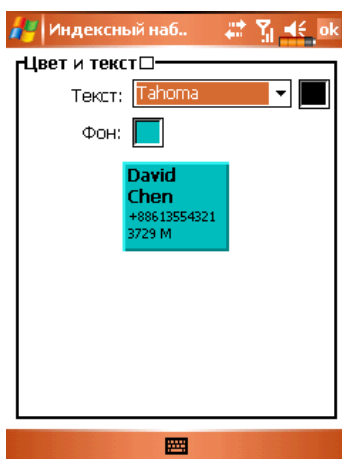 Индексный наб.. ok
Цвет и текст
Текст: Tahoma
Фон:
David
Chen
+88613554321
3729 M